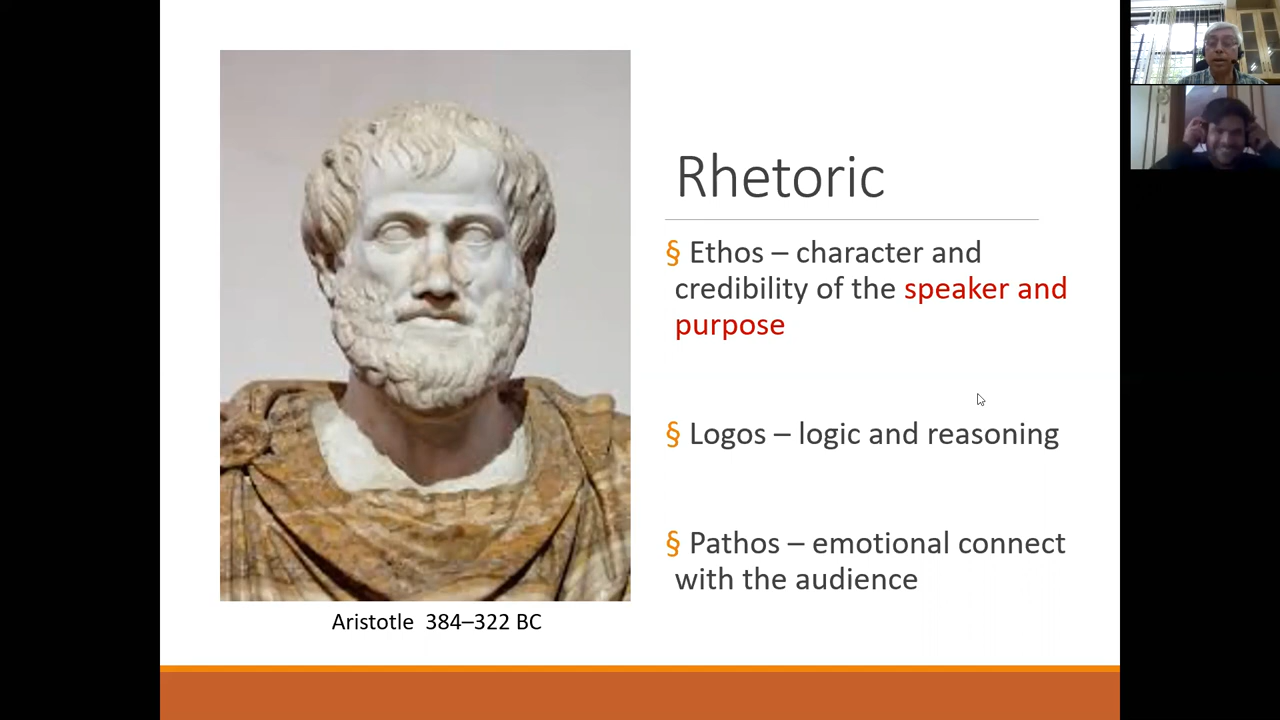 Rhetoric
§ Ethos – character and
credibility of the speaker and
purpose
§ Logos – logic and reasoning
§ Pathos – emotional connect
with the audience
Aristotle 384–322 BC